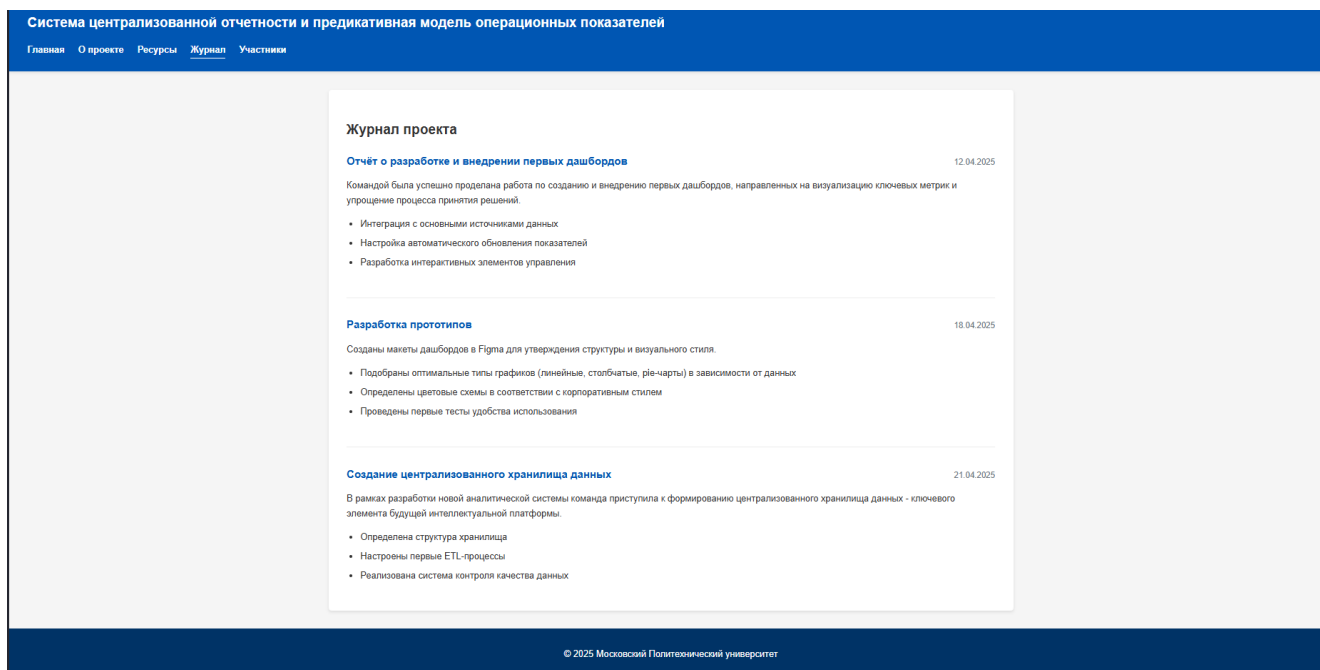 Система централизованной отчетности и предикативная модель операционных показателей
Главная О проекте Ресурсы Журнал Участники
Журнал проекта
Отчёт о разработке и внедрении первых дашбордов 12.04.2025
Командой была успешно проделана работа по созданию и внедрению первых дашбордов, направленных на визуализацию ключевых метрик и
упрощение процесса принятия решений.
• Интеграция с основными источниками данных
• Настройка автоматического обновления показателей
• Разработка интерактивных элементов управления
Разработка прототипов 18.04.2025
Созданы макеты дашбордов в Figma для утверждения структуры и визуального стиля.
• Подобраны оптимальные типы графиков (линейные, столбчатые, pie-чарты) в зависимости от данных
• Определены цветовые схемы в соответствии с корпоративным стилем
• Проведены первые тесты удобства использования
Создание централизованного хранилища данных 21.04.2025
В рамках разработки новой аналитической системы команда приступила к формированию централизованного хранилища данных - ключевого
элемента будущей интеллектуальной платформы.
• Определена структура хранилища
• Настроены первые ETL-процессы
• Реализована система контроля качества данных
© 2025 Московский Политехнический университет